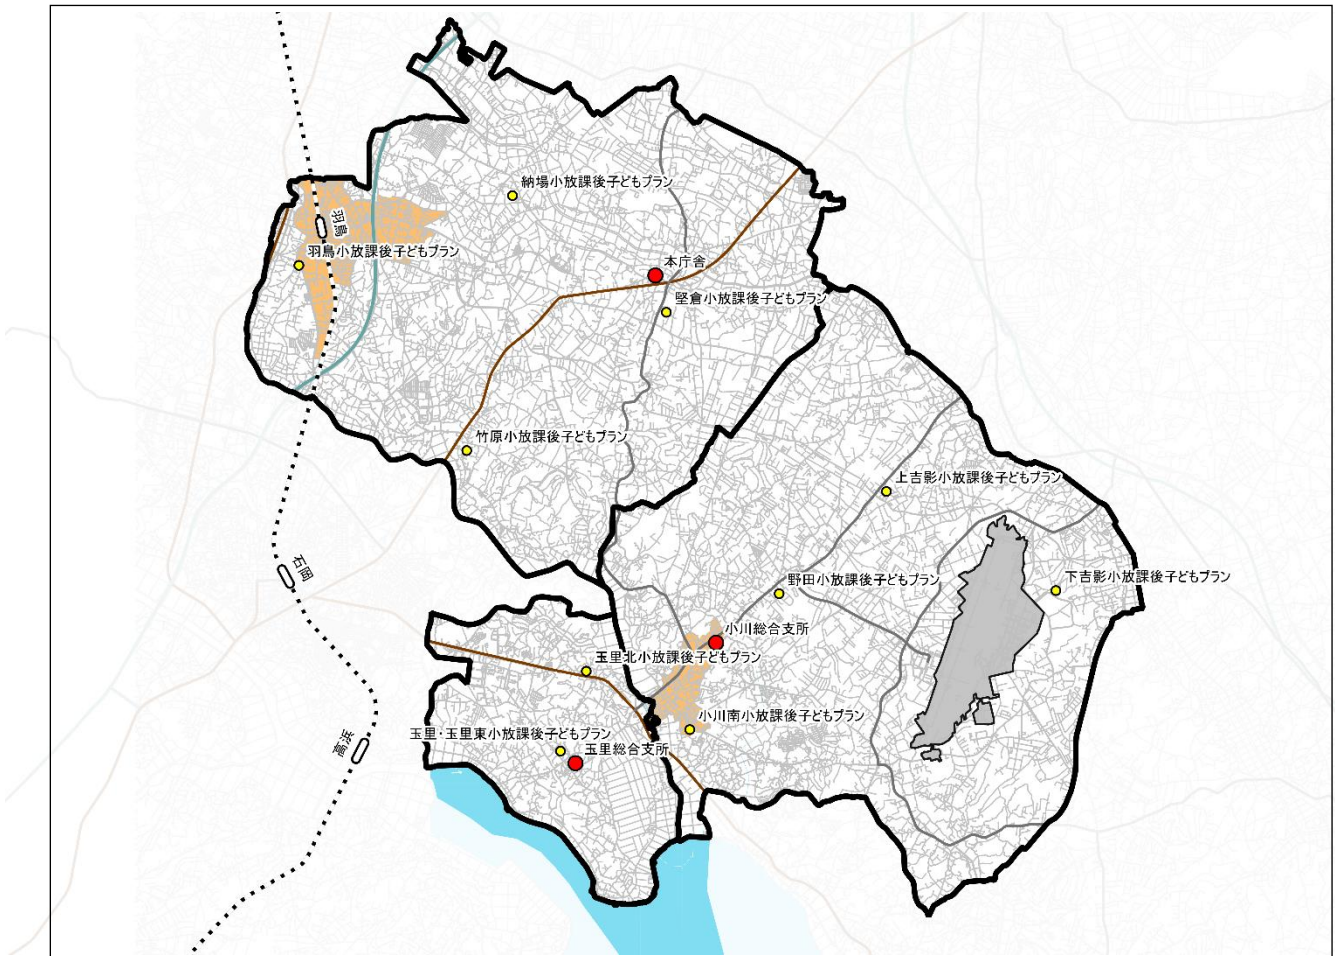 納場小放課後子どもプラン
羽鳥
羽鳥小放課後子どもプラン
本庁舎
堅倉小放課後子どもプラン
竹原小放課後子どもプラン
上吉影小放課後子どもプラン
石岡
野田小放課後子どもプラン
下吉影小放課後子どもプラン
小川総合支所
玉里北小放課後子どもプラン
小川南小放課後子どもプラン
玉里・玉里東小放課後子どもプラン
高浜
玉里総合支所